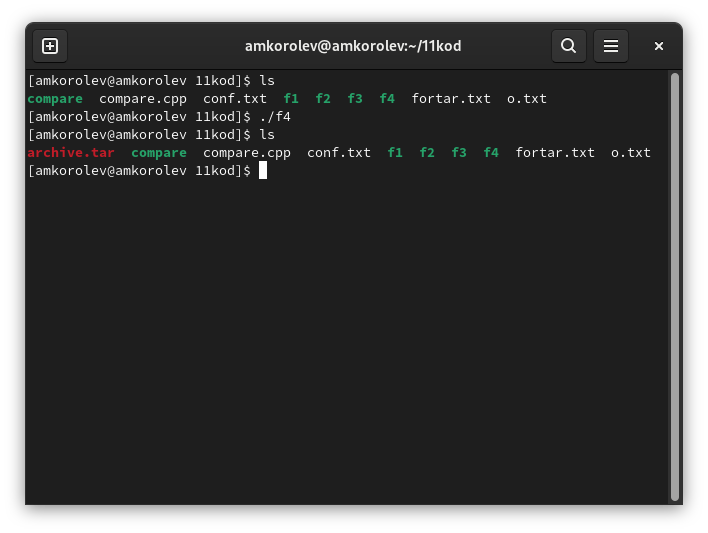 amkorolev@amkorolev:~/11kod
[amkorolev@amkorolev 11kod]$ ls
compare  compare.cpp  conf.txt  f1  f2  f3  f4  fortar.txt  o.txt
[amkorolev@amkorolev 11kod]$ ./f4
[amkorolev@amkorolev 11kod]$ ls
archive.tar  compare  compare.cpp  conf.txt  f1  f2  f3  f4  fortar.txt  o.txt
[amkorolev@amkorolev 11kod]$